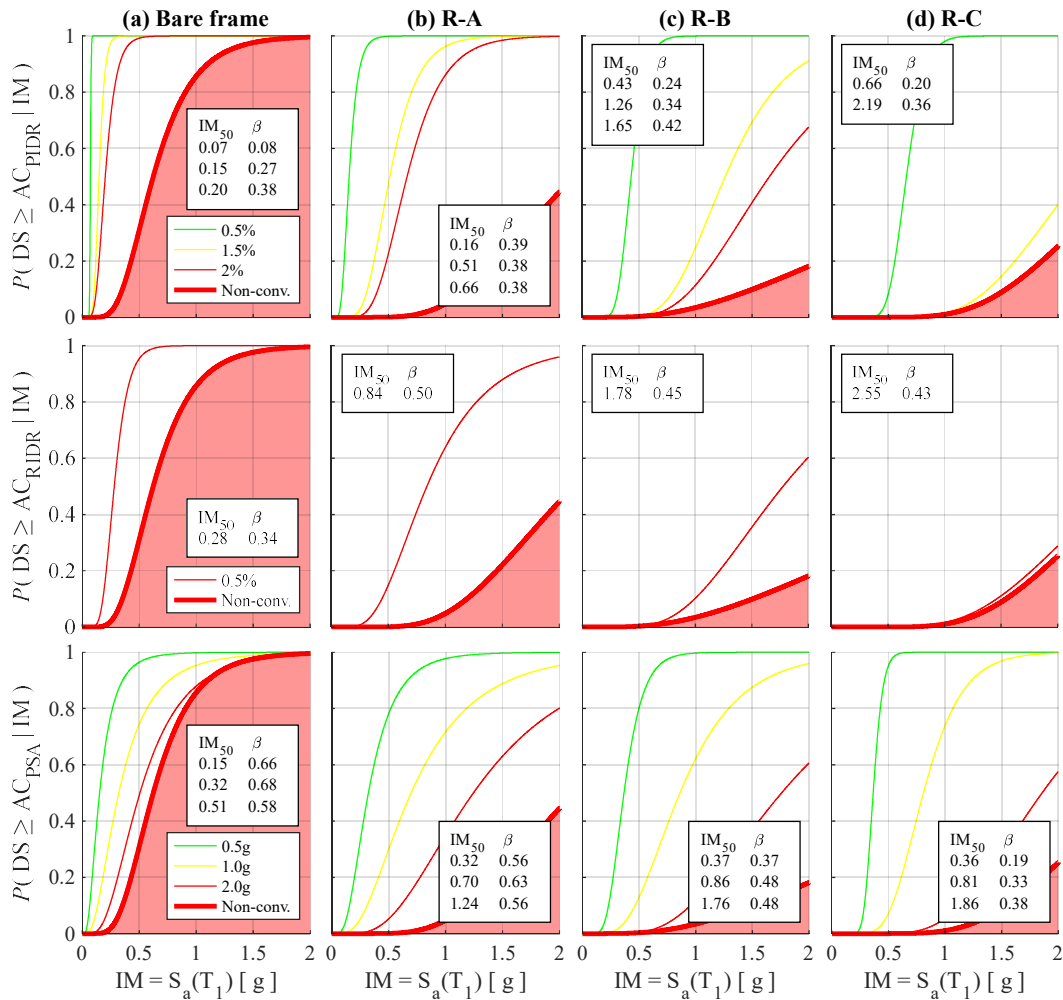 (a) Bare frame
(b) R-A
(c) R-B
(d) R-C
P( DS ≥ AC_PIDR | IM )
1
0.8
0.6
0.4
0.2
0
IM_50 β
0.07 0.08
0.15 0.27
0.20 0.38
0.5%
1.5%
2%
Non-conv.
IM_50 β
0.16 0.39
0.51 0.38
0.66 0.38
IM_50 β
0.43 0.24
1.26 0.34
1.65 0.42
IM_50 β
0.66 0.20
2.19 0.36
P( DS ≥ AC_RIDR | IM )
1
0.8
0.6
0.4
0.2
0
IM_50 β
0.28 0.34
0.5%
Non-conv.
IM_50 β
0.84 0.50
IM_50 β
1.78 0.45
IM_50 β
2.55 0.43
P( DS ≥ AC_PSA | IM )
1
0.8
0.6
0.4
0.2
0
IM_50 β
0.15 0.66
0.32 0.68
0.51 0.58
0.5g
1.0g
2.0g
Non-conv.
IM_50 β
0.32 0.56
0.70 0.63
1.24 0.56
IM_50 β
0.37 0.37
0.86 0.48
1.76 0.48
IM_50 β
0.36 0.19
0.81 0.33
1.86 0.38
0 0.5 1 1.5 2
0 0.5 1 1.5 2
0 0.5 1 1.5 2
0 0.5 1 1.5 2
IM = S_a(T_1) [ g ]
IM = S_a(T_1) [ g ]
IM = S_a(T_1) [ g ]
IM = S_a(T_1) [ g ]